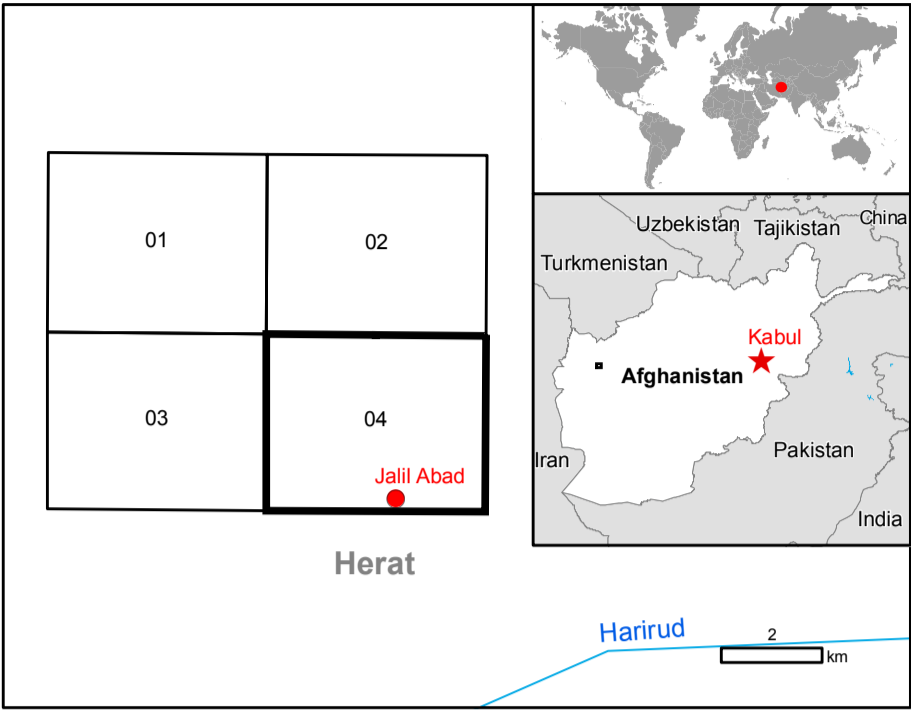 01
02
03
04
Jalil Abad
Herat
Harirud
2
km
Uzbekistan
Tajikistan
China
Turkmenistan
Kabul
Afghanistan
Iran
Pakistan
India